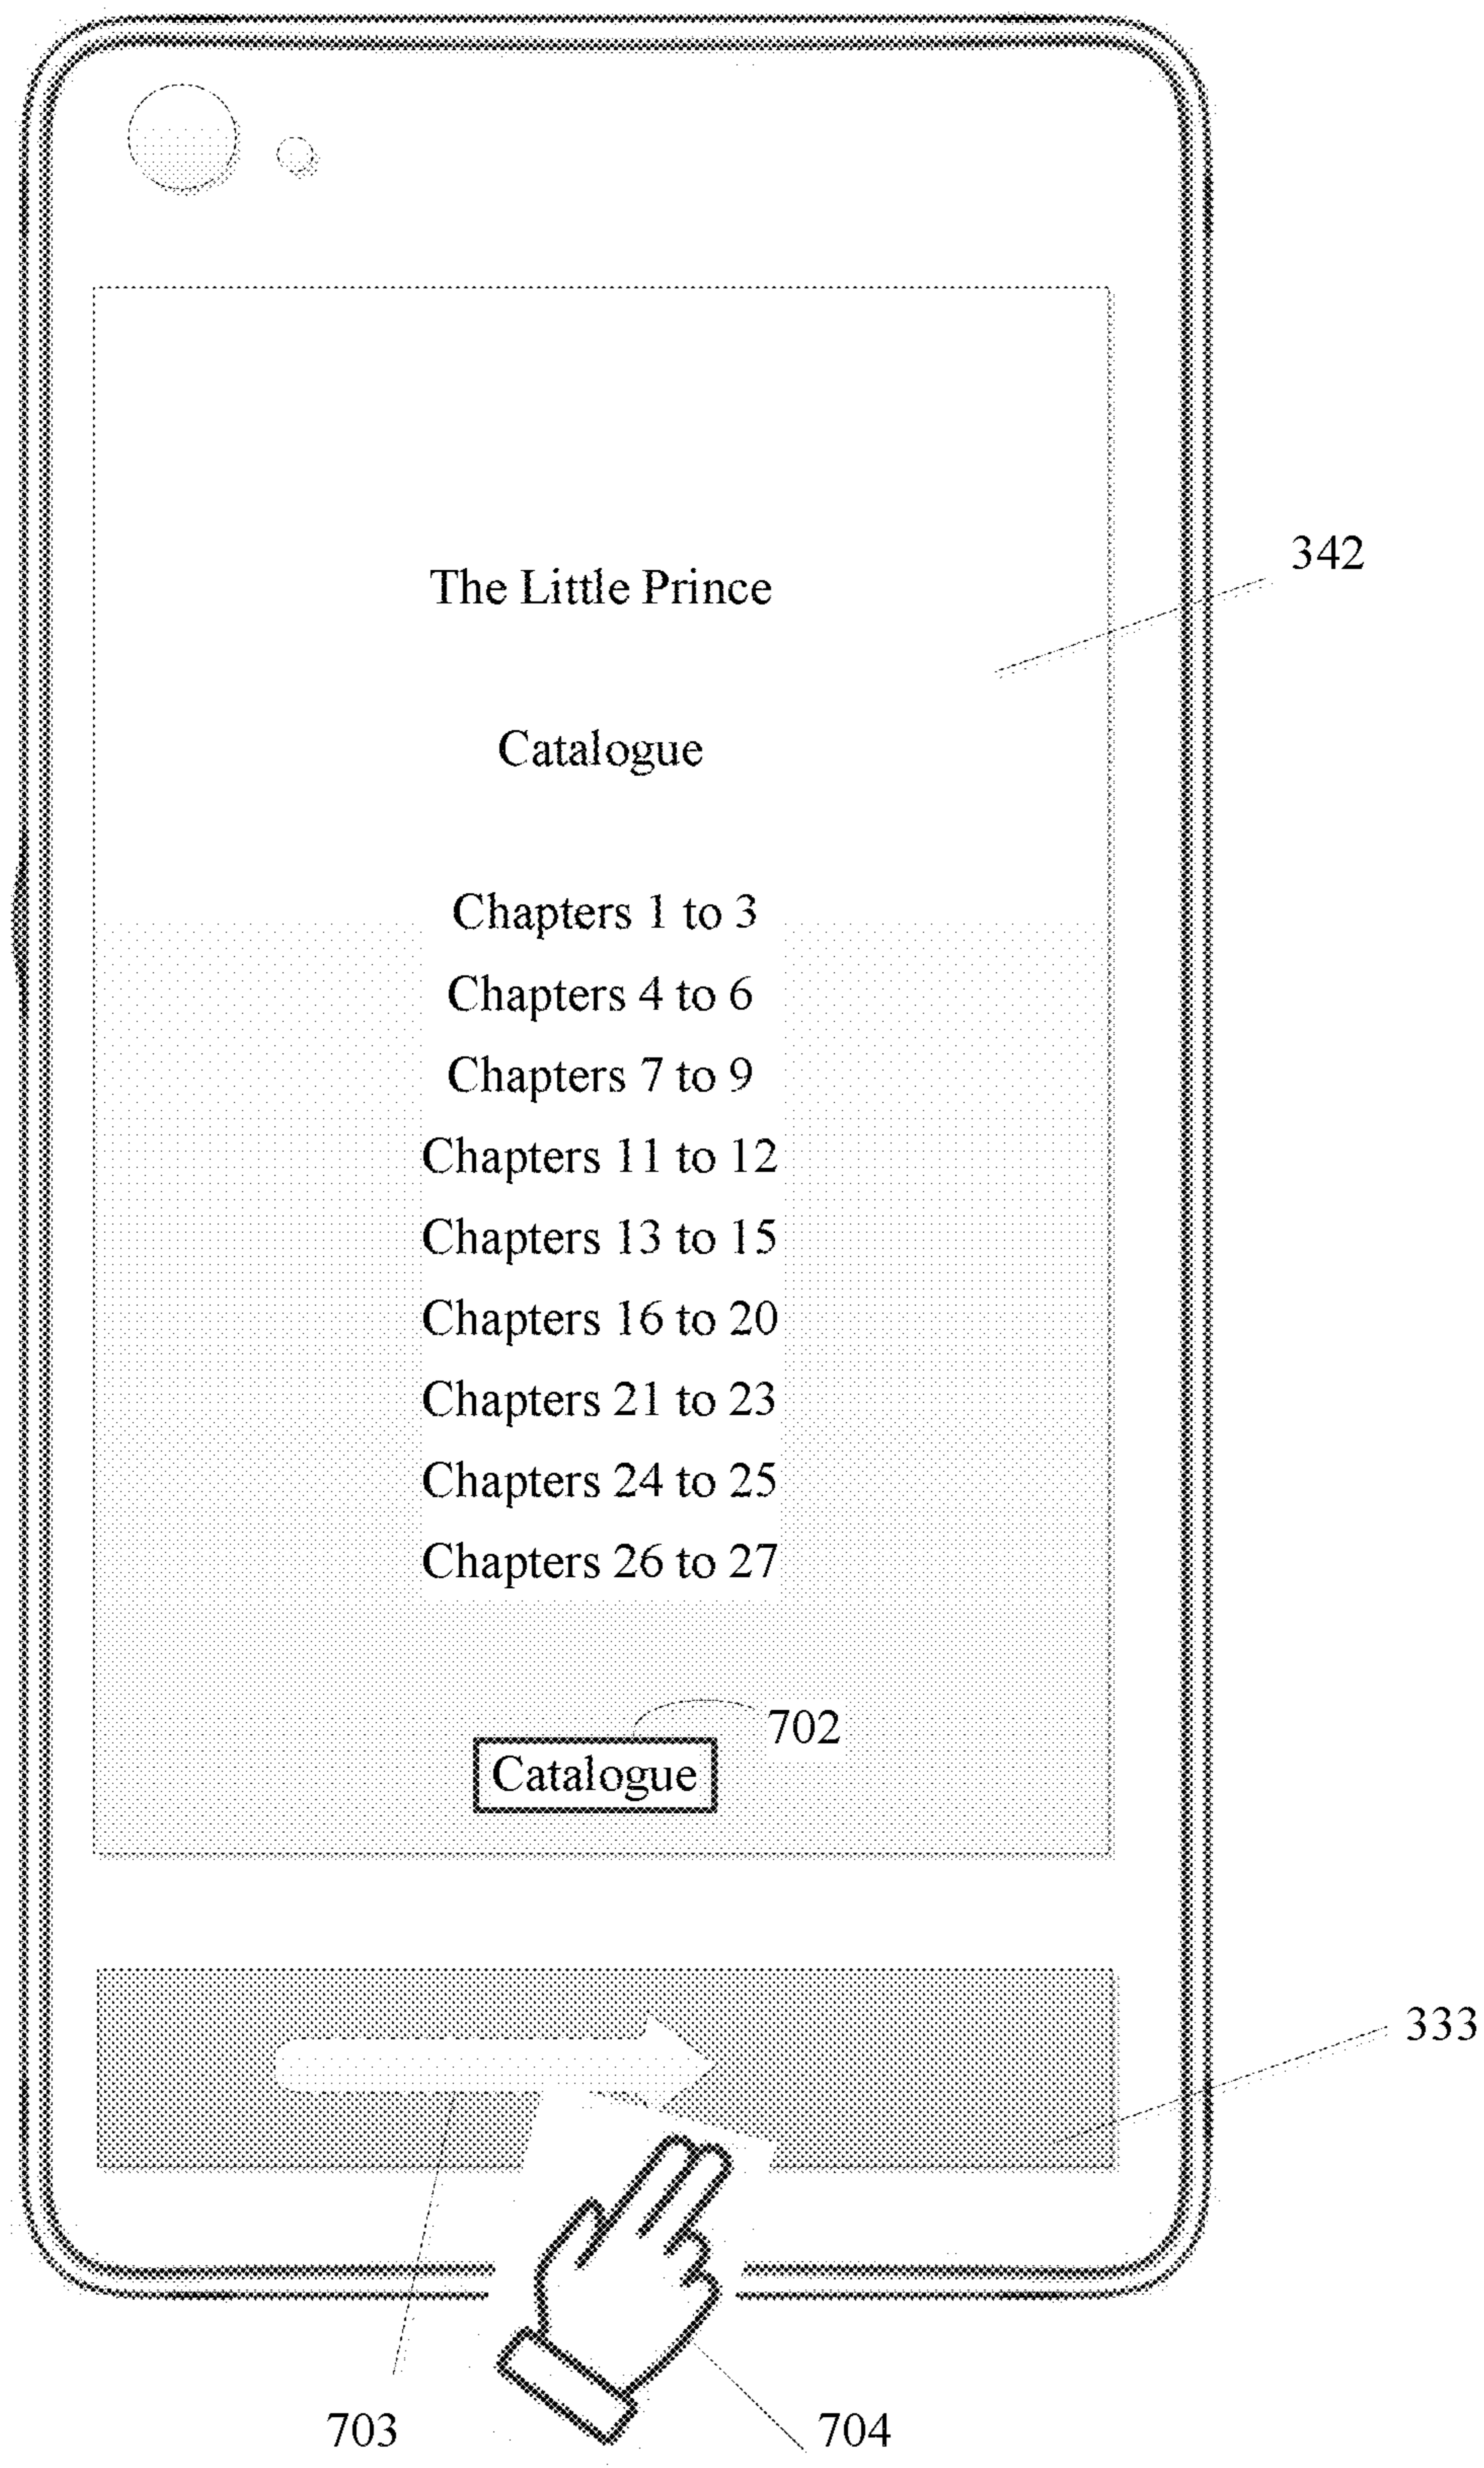 342
The Little Prince
Catalogue
Chapters 1 to 3
Chapters 4 to 6
Chapters 7 to 9
Chapters 11 to 12
Chapters 13 to 15
Chapters 16 to 20
Chapters 21 to 23
Chapters 24 to 25
Chapters 26 to 27
702
Catalogue
333
703
704